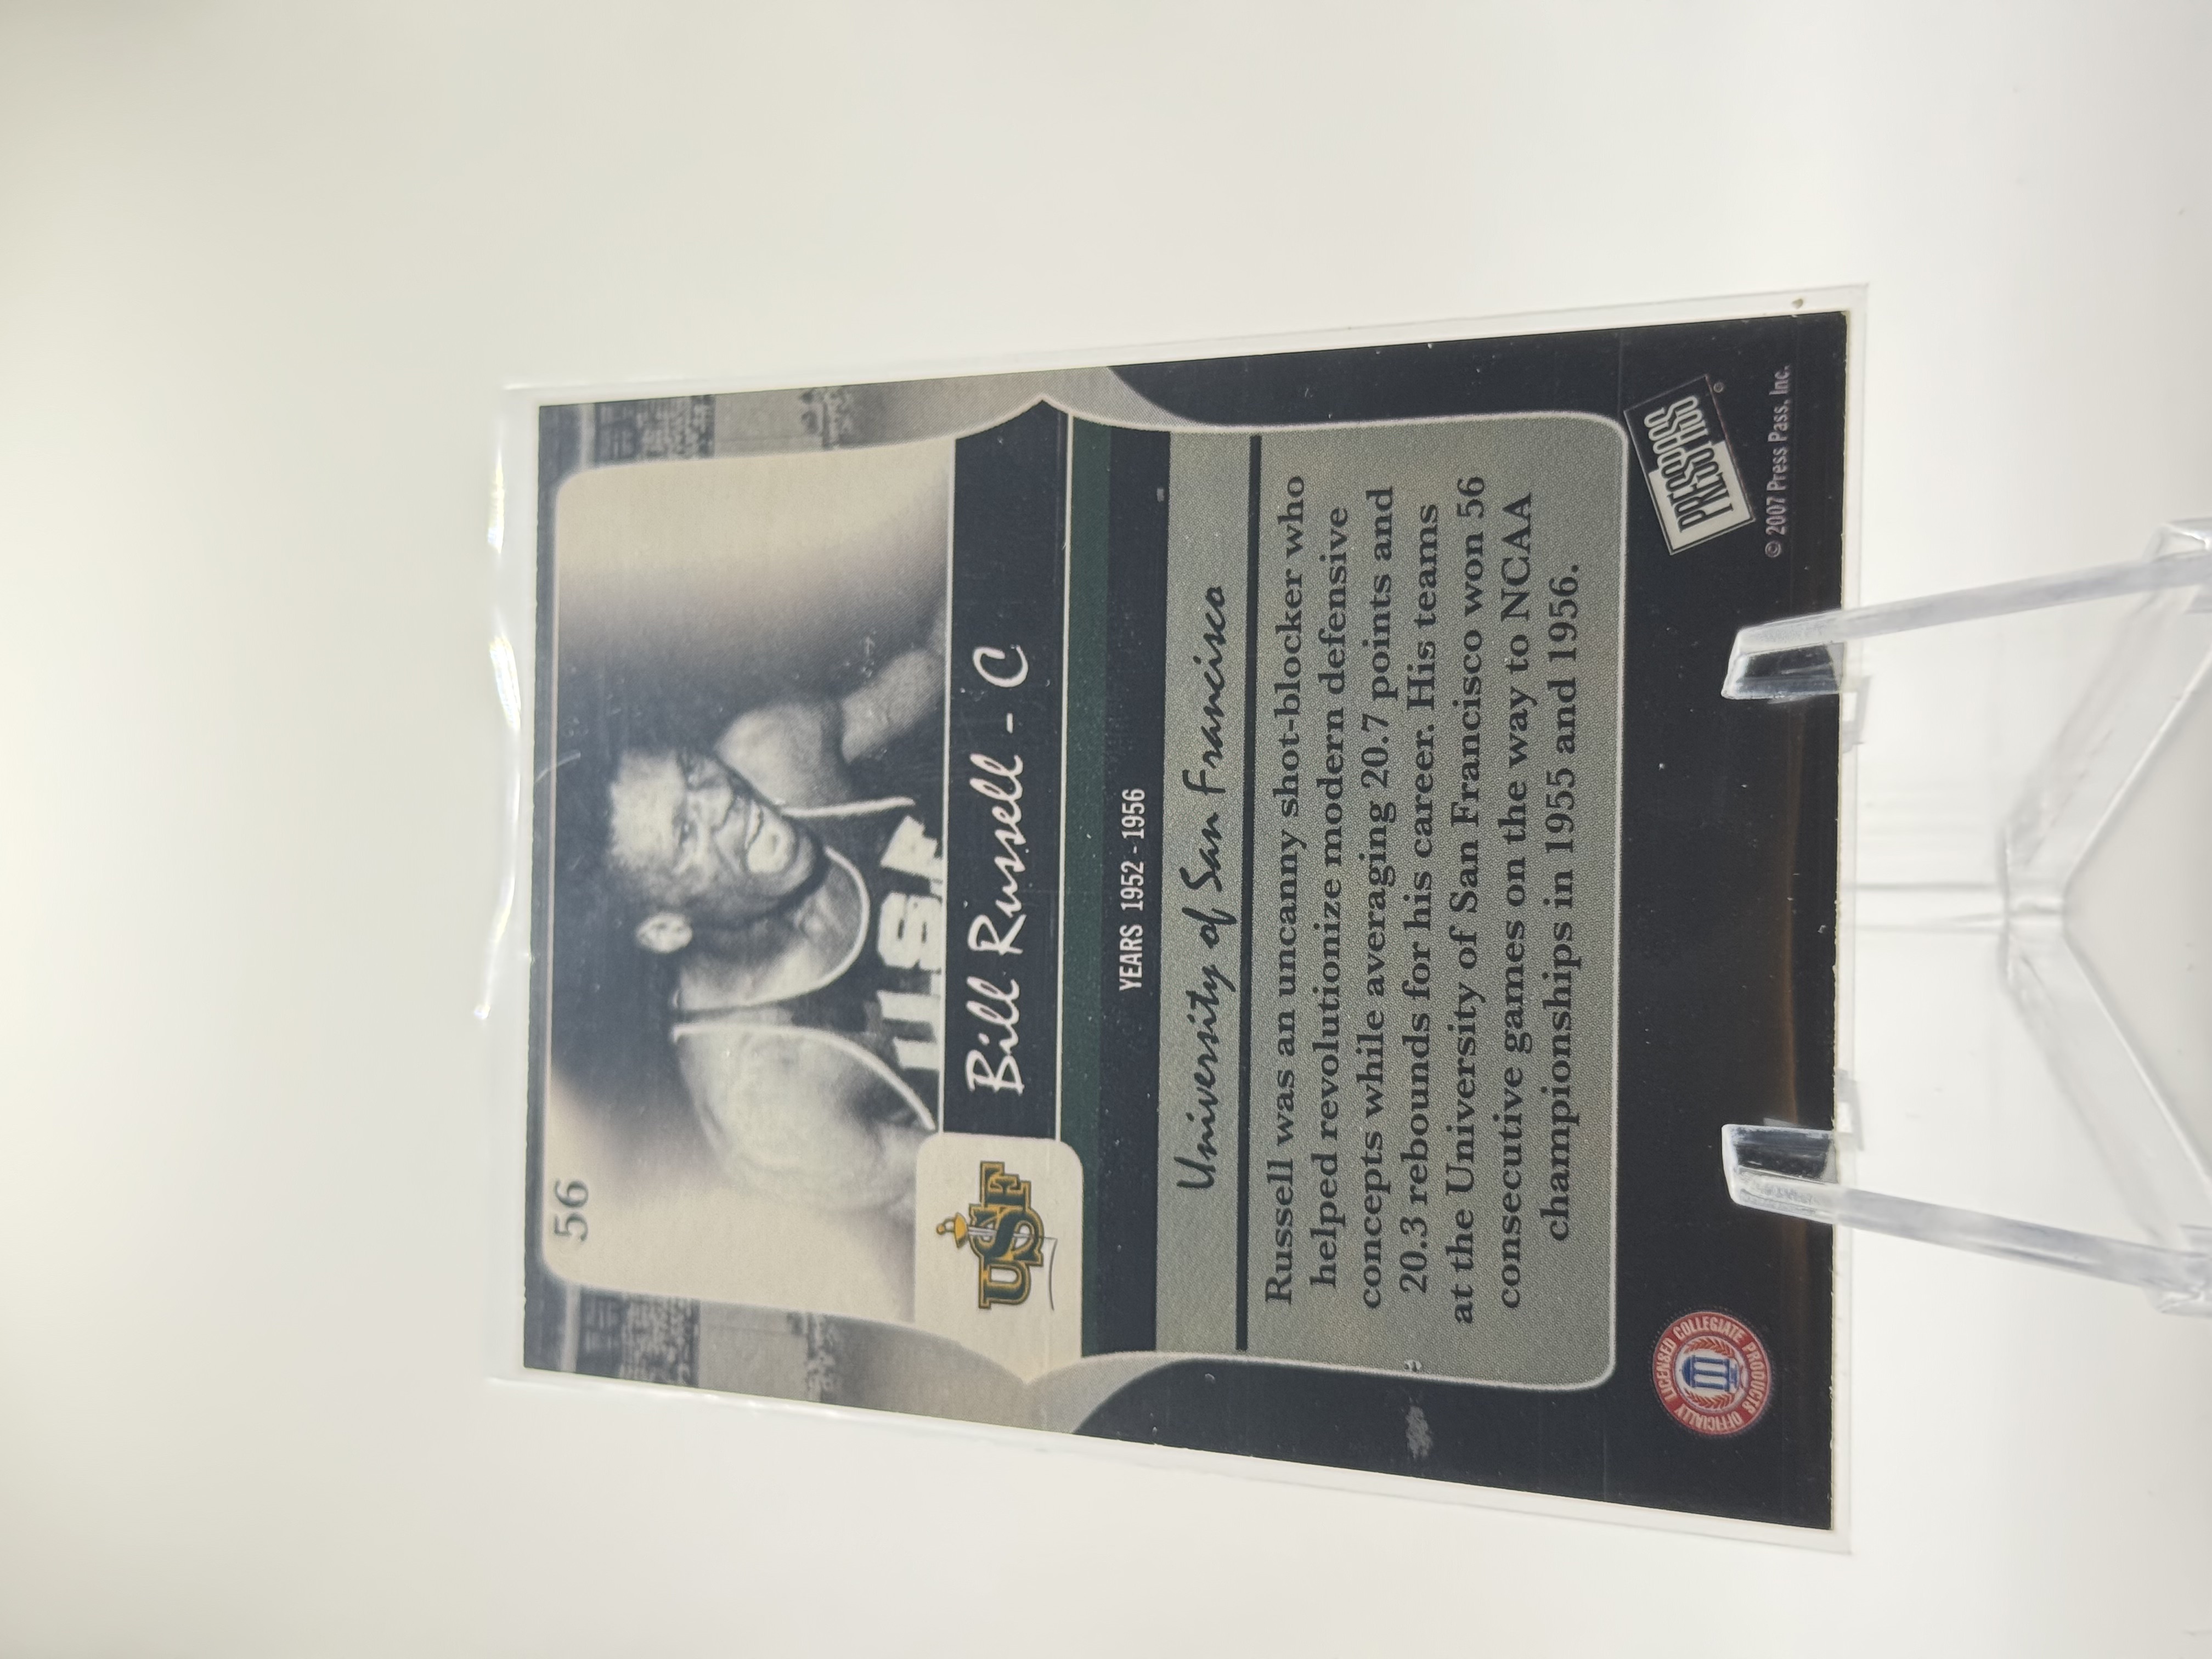 56
USF
USF
Bill Russell - C
YEARS 1952 - 1956
University of San Francisco
Russell was an uncanny shot-blocker who
helped revolutionize modern defensive
concepts while averaging 20.7 points and
20.3 rebounds for his career. His teams
at the University of San Francisco won 56
consecutive games on the way to NCAA
championships in 1955 and 1956.
OFFICIALLY LICENSED COLLEGIATE PRODUCTS
PRESS PASS
© 2007 Press Pass, Inc.